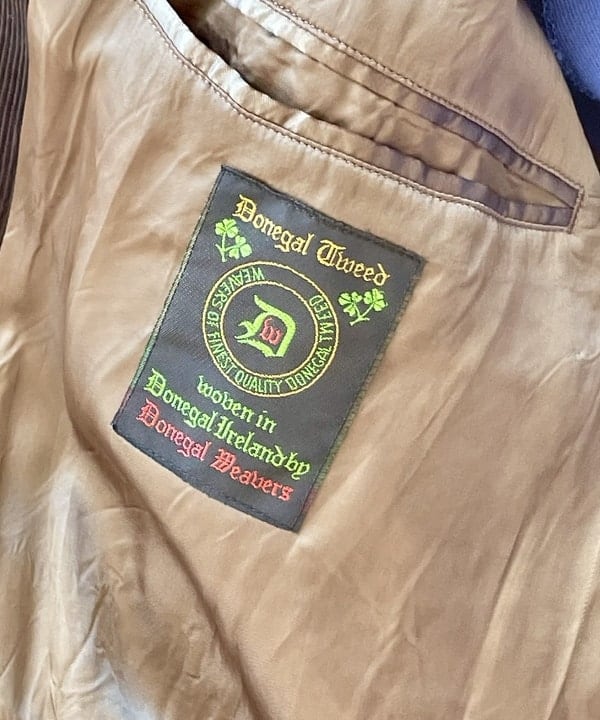 Donegal Tweed
WEAVERS OF FINEST QUALITY DONEGAL TWEED
DW
woven in
Donegal Ireland by
Donegal Weavers